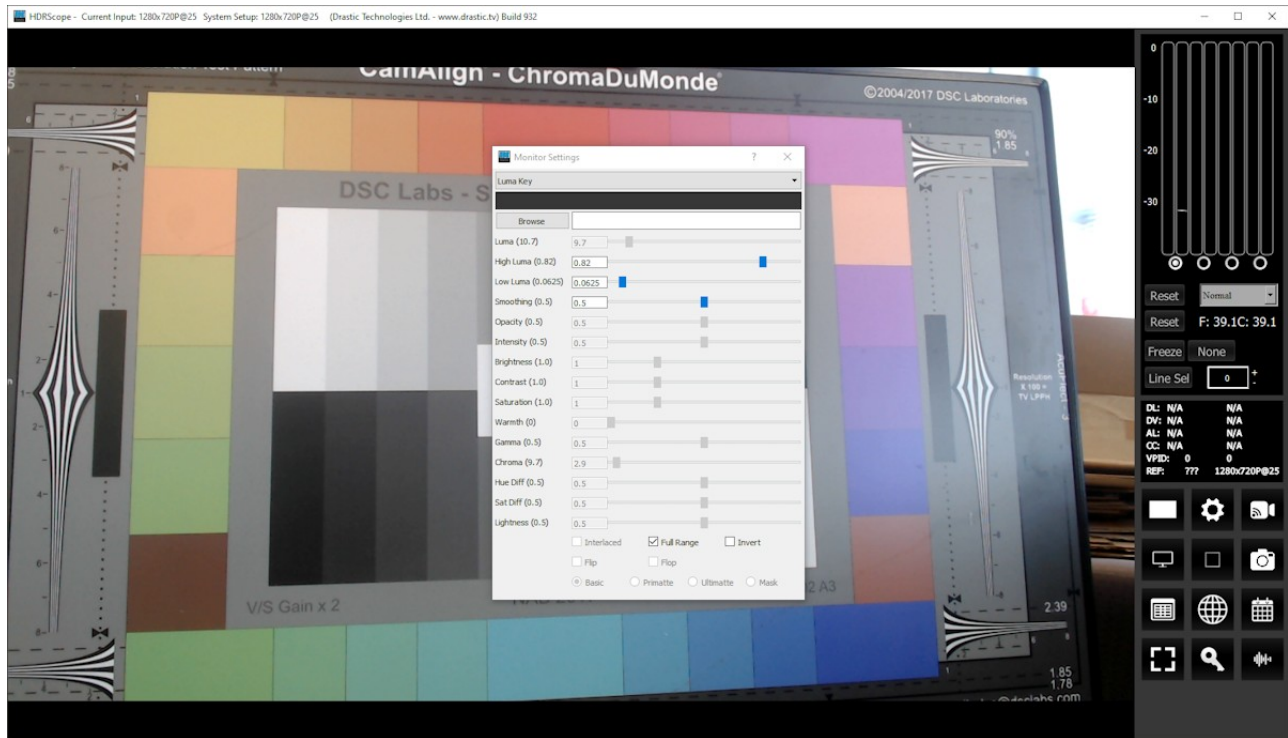 HDRScope - Current Input: 1280x720P@25 System Setup: 1280x720P@25 (Drastic Technologies Ltd. - www.drastic.tv) Build 932
CamAlign - ChromaDuMonde
©2004/2017 DSC Laboratories
90%
1.85
DSC Labs - S
V/S Gain x 2
2 A3
Resolution
X 100 =
TV LPPH
2.39
1.85
1.78
Monitor Settings
? 
Luma Key
Browse
Luma (10.7) 9.7
High Luma (0.82) 0.82
Low Luma (0.0625) 0.0625
Smoothing (0.5) 0.5
Opacity (0.5) 0.5
Intensity (0.5) 0.5
Brightness (1.0) 1
Contrast (1.0) 1
Saturation (1.0) 1
Warmth (0) 0
Gamma (0.5) 0.5
Chroma (9.7) 2.9
Hue Diff (0.5) 0.5
Sat Diff (0.5) 0.5
Lightness (0.5) 0.5
Interlaced Full Range Invert
Flip Flop
Basic Primatte Ultimatte Mask
0
-10
-20
-30
Reset Normal
Reset F: 39.1C: 39.1
Freeze None
Line Sel 0 + -
DL: N/A N/A
DV: N/A N/A
AL: N/A N/A
CC: N/A N/A
VPID: 0 0
REF: ??? 1280x720P@25